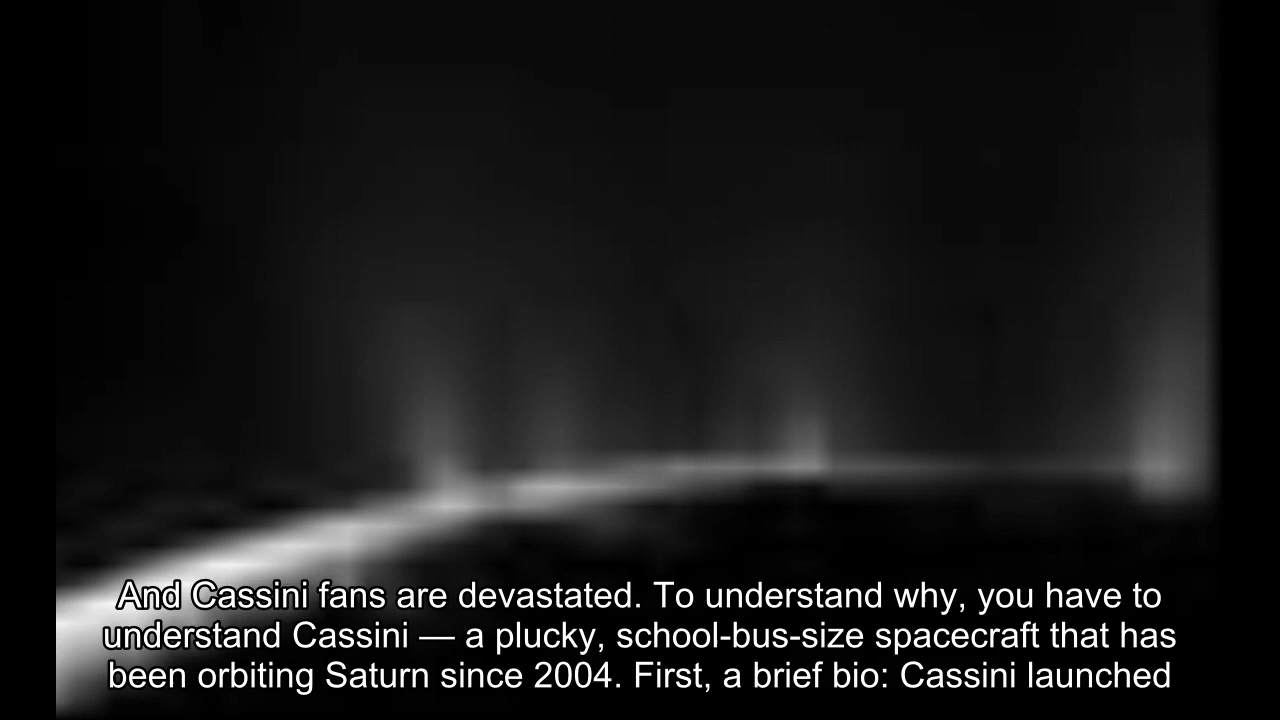 And Cassini fans are devastated. To understand why, you have to
understand Cassini — a plucky, school-bus-size spacecraft that has
been orbiting Saturn since 2004. First, a brief bio: Cassini launched